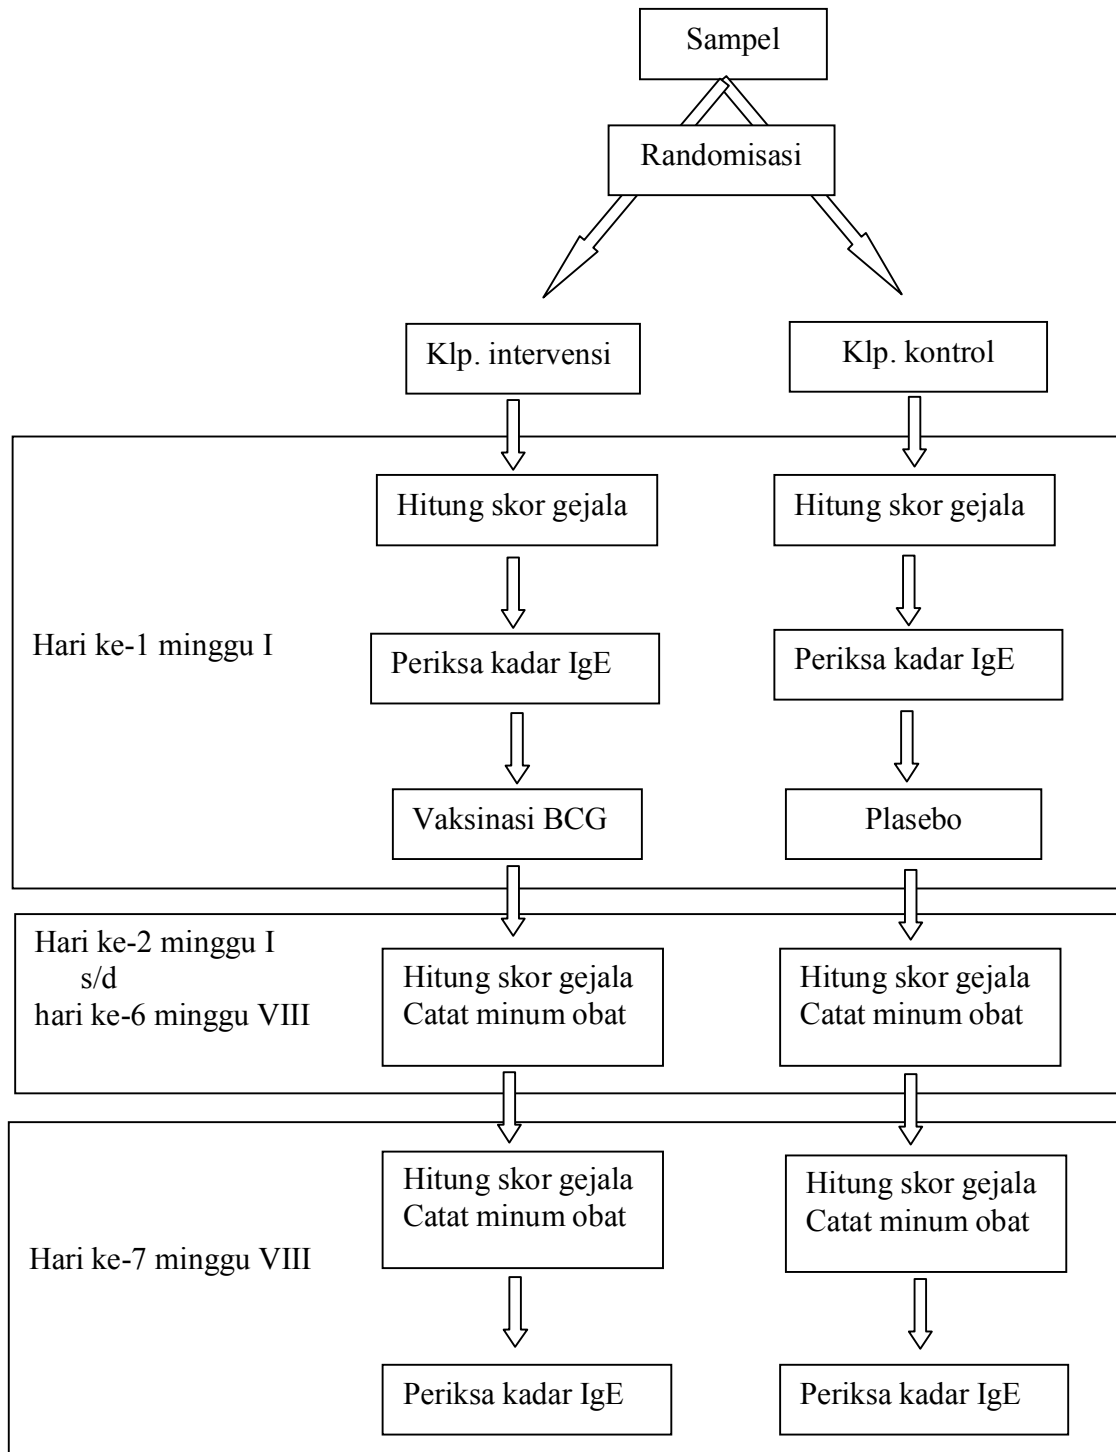 Sampel
Randomisasi
Klp. intervensi
Klp. kontrol
Hitung skor gejala
Hitung skor gejala
Hari ke-1 minggu I
Periksa kadar IgE
Periksa kadar IgE
Vaksinasi BCG
Plasebo
Hari ke-2 minggu I
s/d
hari ke-6 minggu VIII
Hitung skor gejala
Catat minum obat
Hitung skor gejala
Catat minum obat
Hari ke-7 minggu VIII
Hitung skor gejala
Catat minum obat
Hitung skor gejala
Catat minum obat
Periksa kadar IgE
Periksa kadar IgE